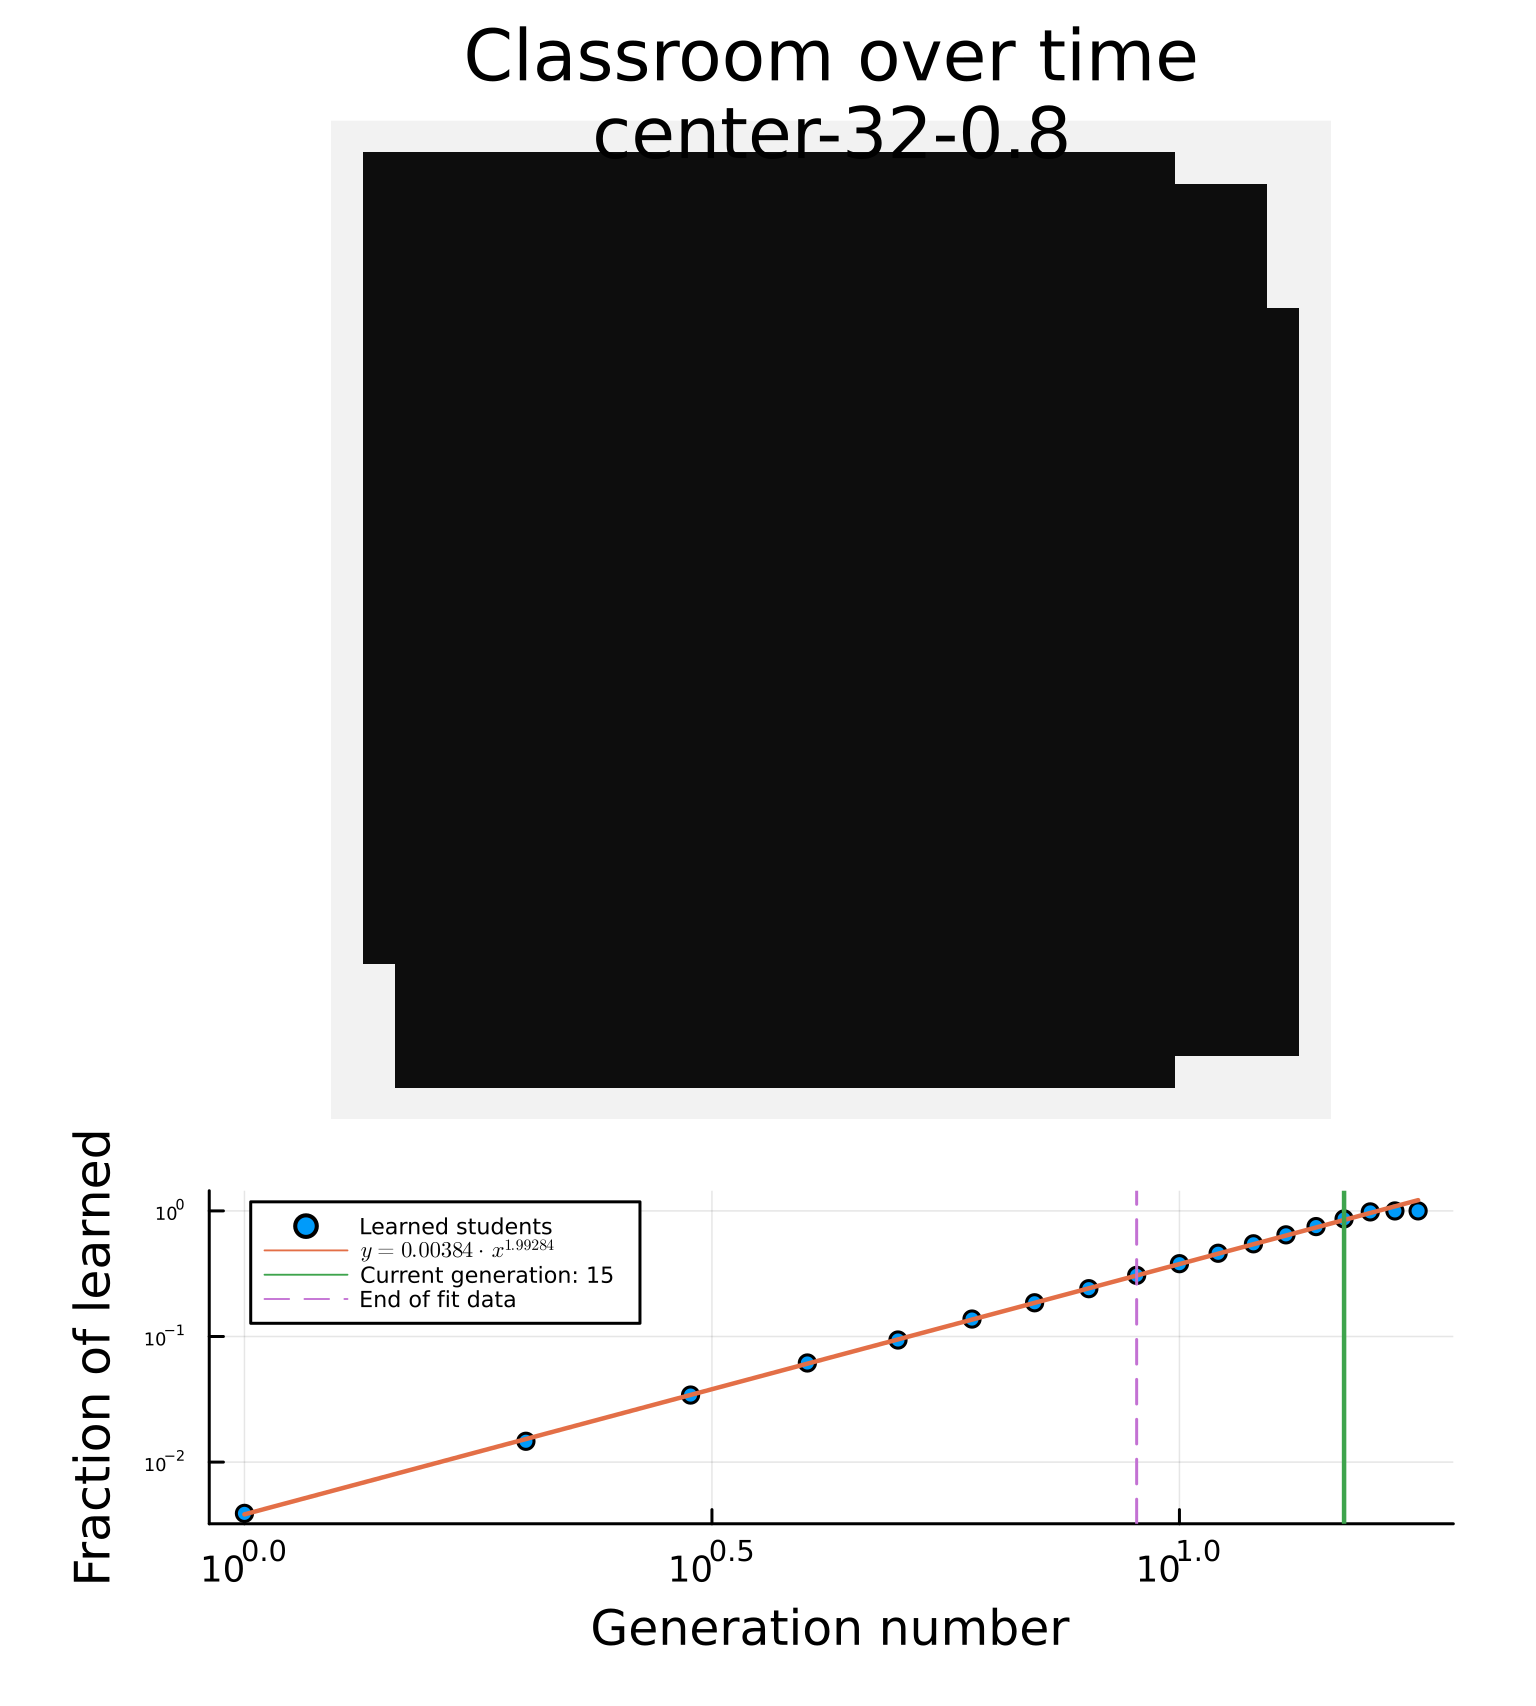 Classroom over time
center-32-0.8
Fraction of learned
10⁰
10⁻¹
10⁻²
Learned students
y = 0.00384 · x^1.99284
Current generation: 15
End of fit data
10^0.0
10^0.5
10^1.0
Generation number